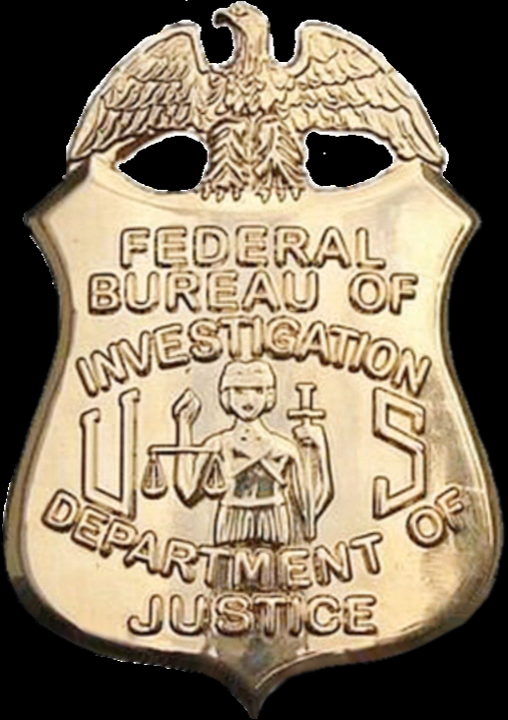 FEDERAL
BUREAU OF
INVESTIGATION
U S
DEPARTMENT OF
JUSTICE